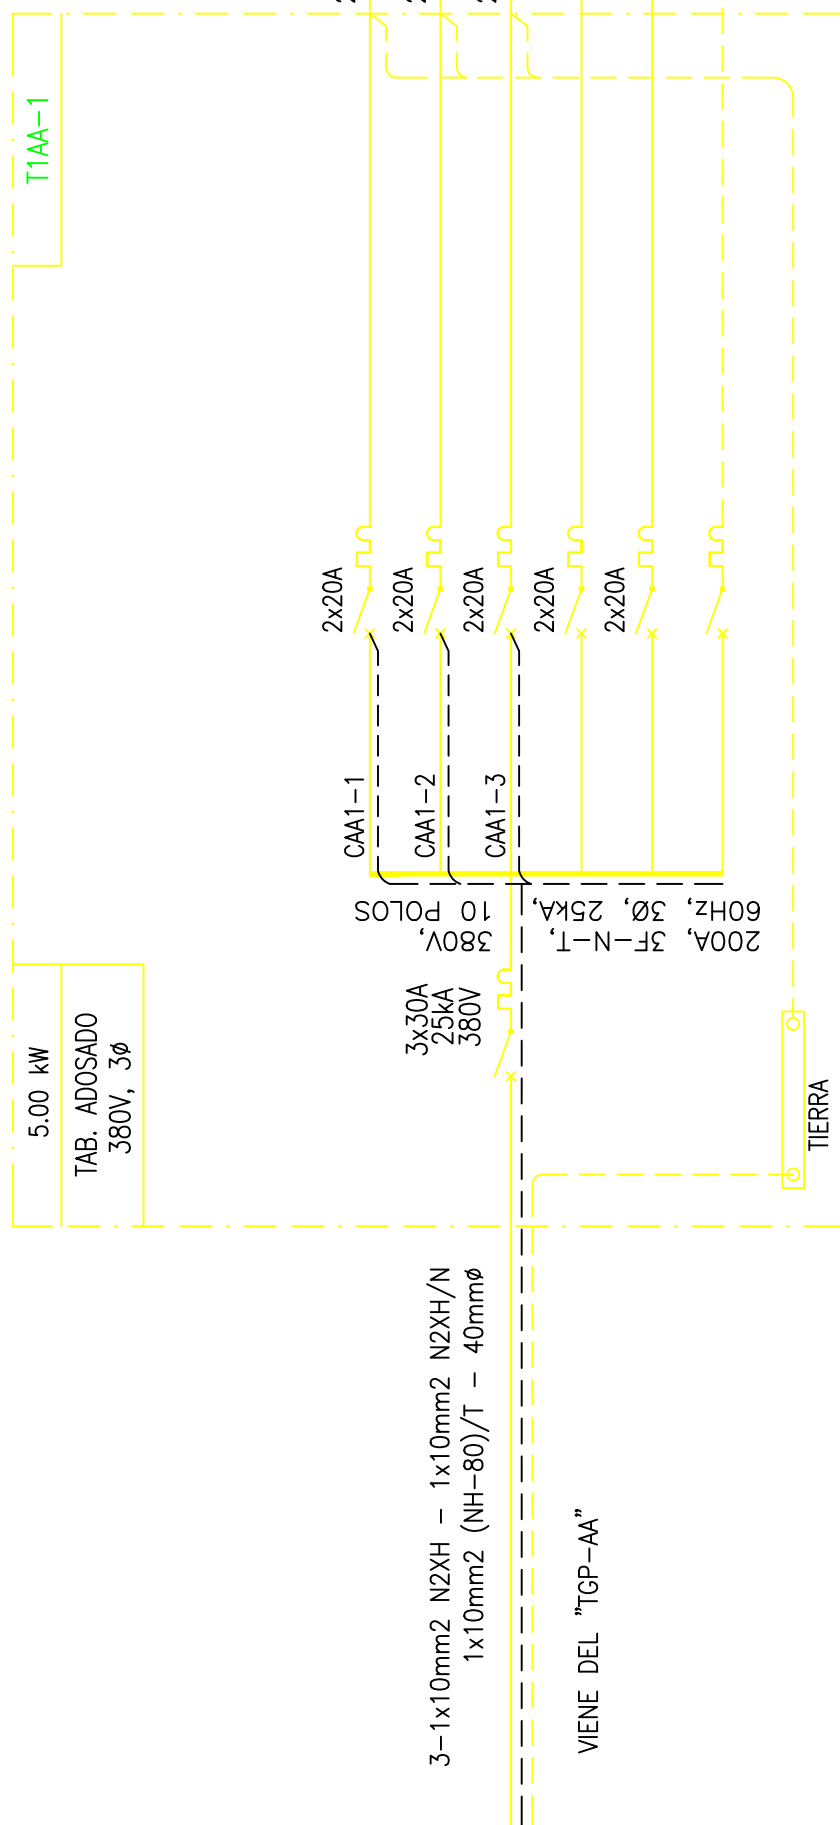 5.00 kW
TAB. ADOSADO
380V, 3ø
T1AA-1
3x30A
25kA
380V
CAA1-1
2x20A
CAA1-2
2x20A
CAA1-3
2x20A
2x20A
2x20A
200A, 3F-N-T, 380V,
60Hz, 3Ø, 25kA, 10 POLOS
3-1x10mm2 N2XH - 1x10mm2 N2XH/N
1x10mm2 (NH-80)/T - 40mmø
VIENE DEL "TGP-AA"
TIERRA